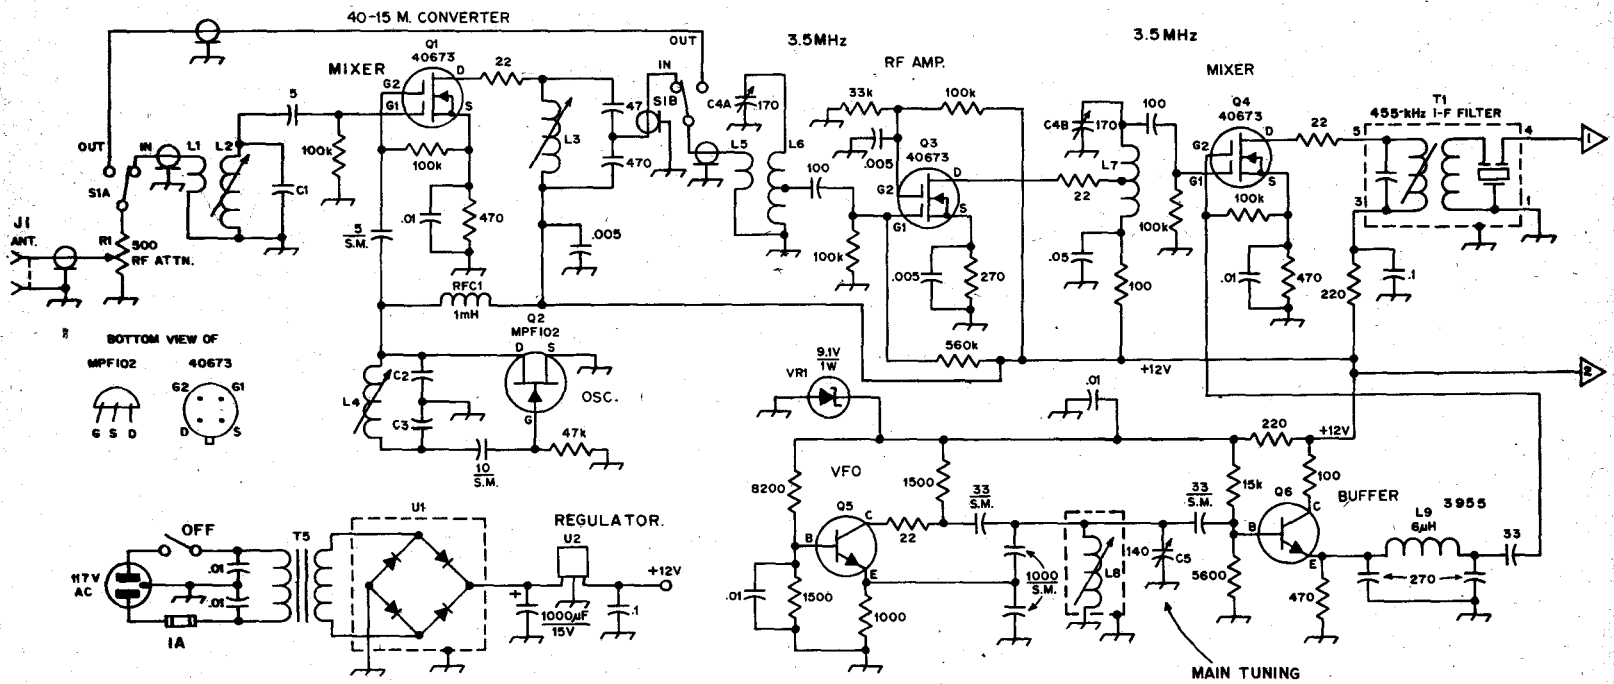 40-15 M. CONVERTER
OUT
3.5MHz
3.5MHz
Q1
40673
MIXER
D
22
G2
G1
S
5
47
IN
S1B
C4A
170
L3
470
RF AMP.
33k
100k
.005
Q3
40673
D
G2
G1
S
C4B
170
100
MIXER
Q4
40673
D
22
G2
G1
S
T1
455-kHz I-F FILTER
5
4
3
1
1
OUT
IN
L1
L2
S1A
C1
100k
100k
L5
L6
100
L7
22
100k
100k
J1
ANT.
R1
500
RF ATTN.
5
S.M.
.01
470
.005
100k
.005
270
.05
100
.01
470
220
.1
RFC1
1mH
Q2
MPF102
D
S
G
OSC.
560k
+12V
2
BOTTOM VIEW OF
MPF102
40673
G S D
G2
G1
D
S
L4
C2
C3
10
S.M.
47k
9.1V
1W
VR1
.01
220
+12V
VFO
8200
1500
33
S.M.
33
S.M.
15k
100
Q5
B
C
E
22
Q6
B
C
E
BUFFER
3955
L9
6µH
33
OFF
U1
REGULATOR.
T5
U2
117V
AC
.01
.01
1A
+
1000µF
15V
.1
+12V
.01
1500
1000
1000
S.M.
L8
140
C5
5600
470
270
MAIN TUNING